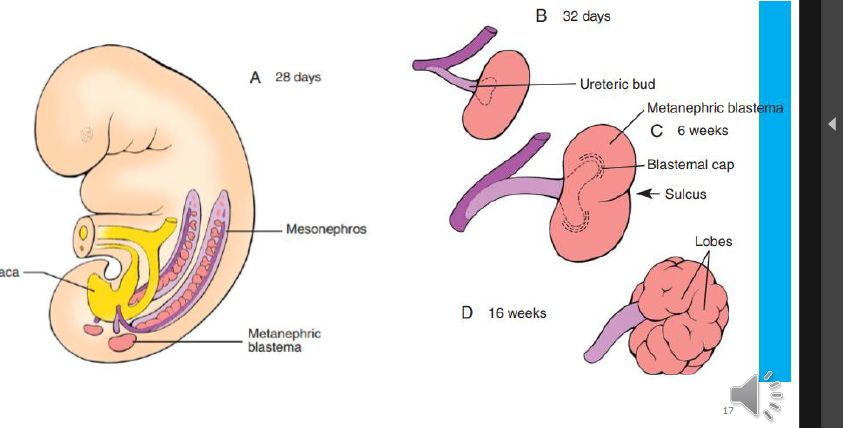 A 28 days
Mesonephros
aca
Metanephric
blastema
B 32 days
Ureteric bud
Metanephric blastema
C 6 weeks
Blastemal cap
Sulcus
Lobes
D 16 weeks
17